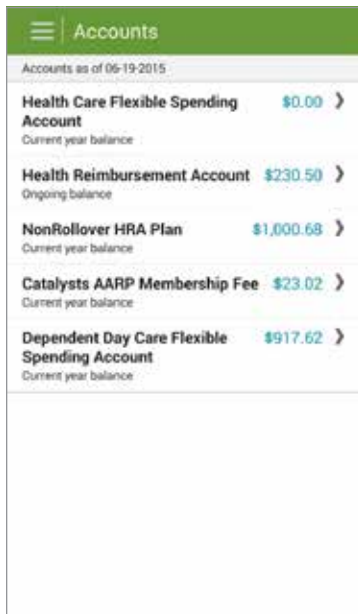 Accounts
Accounts as of 06-19-2015
Health Care Flexible Spending $0.00
Account
Current year balance
Health Reimbursement Account $230.50
Ongoing balance
NonRollover HRA Plan $1,000.68
Current year balance
Catalysts AARP Membership Fee $23.02
Current year balance
Dependent Day Care Flexible $917.62
Spending Account
Current year balance